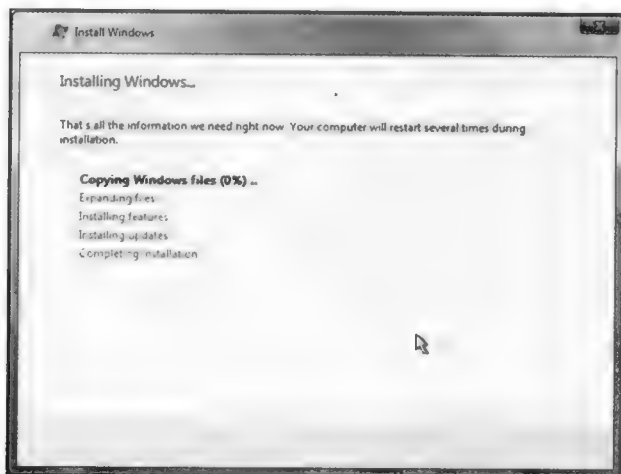 Install Windows
Installing Windows...
That's all the information we need right now. Your computer will restart several times during
installation.
Copying Windows files (0%) ...
Expanding files
Installing features
Installing updates
Completing installation